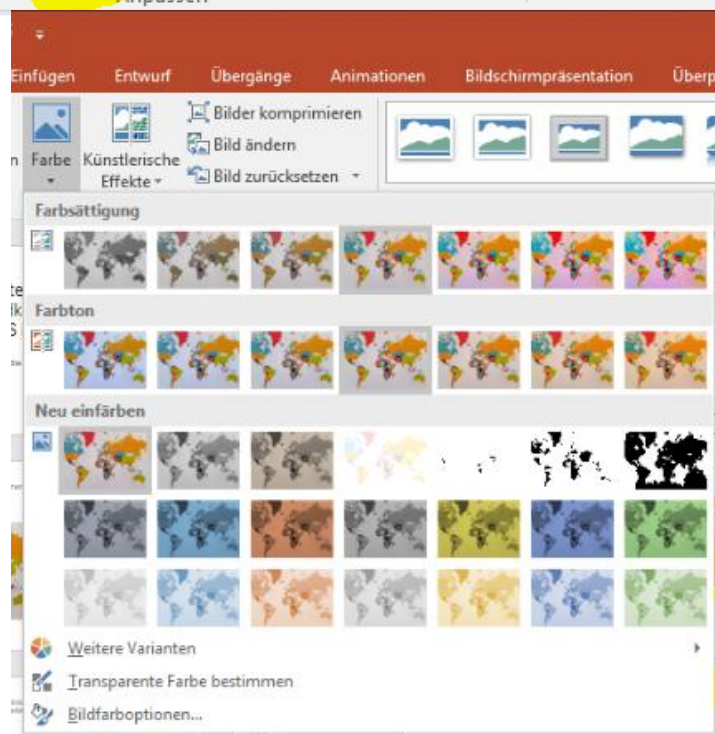 Anpassen
Einfügen Entwurf Übergänge Animationen Bildschirmpräsentation Überp
Farbe
Künstlerische
Effekte
Bilder komprimieren
Bild ändern
Bild zurücksetzen
Farbsättigung
Farbton
Neu einfärben
Weitere Varianten
Transparente Farbe bestimmen
Bildfarboptionen...